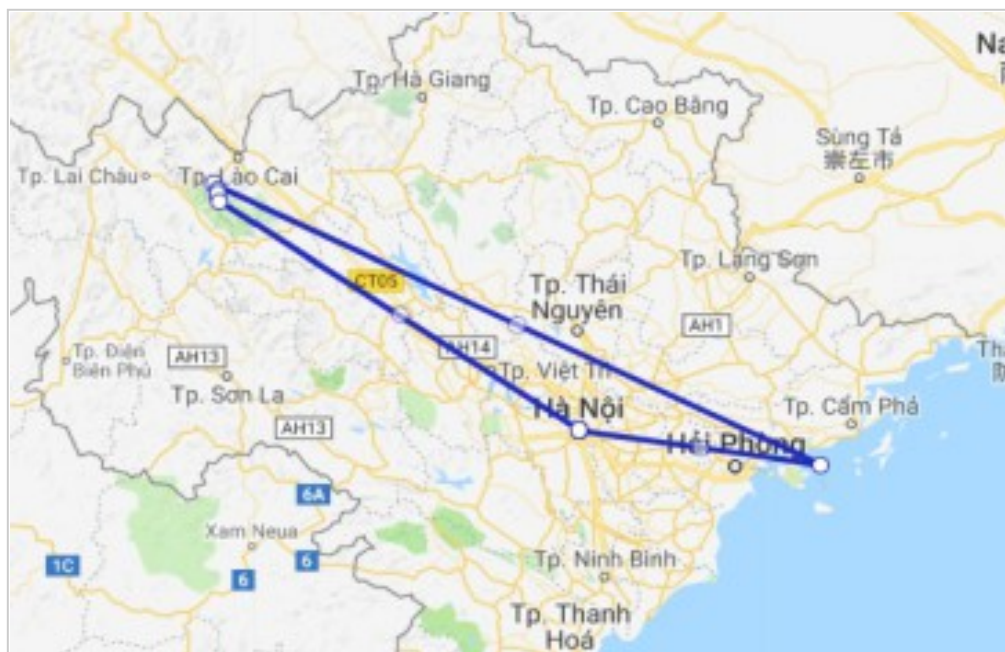 Na
Tp. Hà Giang
Tp. Cao Bằng
Sùng Tả
崇左市
Tp. Lai Châu
Tp. Lào Cai
Tp. Lạng Sơn
CT05
Tp. Thái
Nguyên
AH1
Tp. Điện
Biên Phủ
AH13
AH14
Tp. Việt Trì
Tp. Sơn La
Hà Nội
Tp. Cẩm Phả
AH13
Hải Phòng
6A
Xam Neua
1C
6
6
Tp. Ninh Bình
Tp. Thanh
Hoá